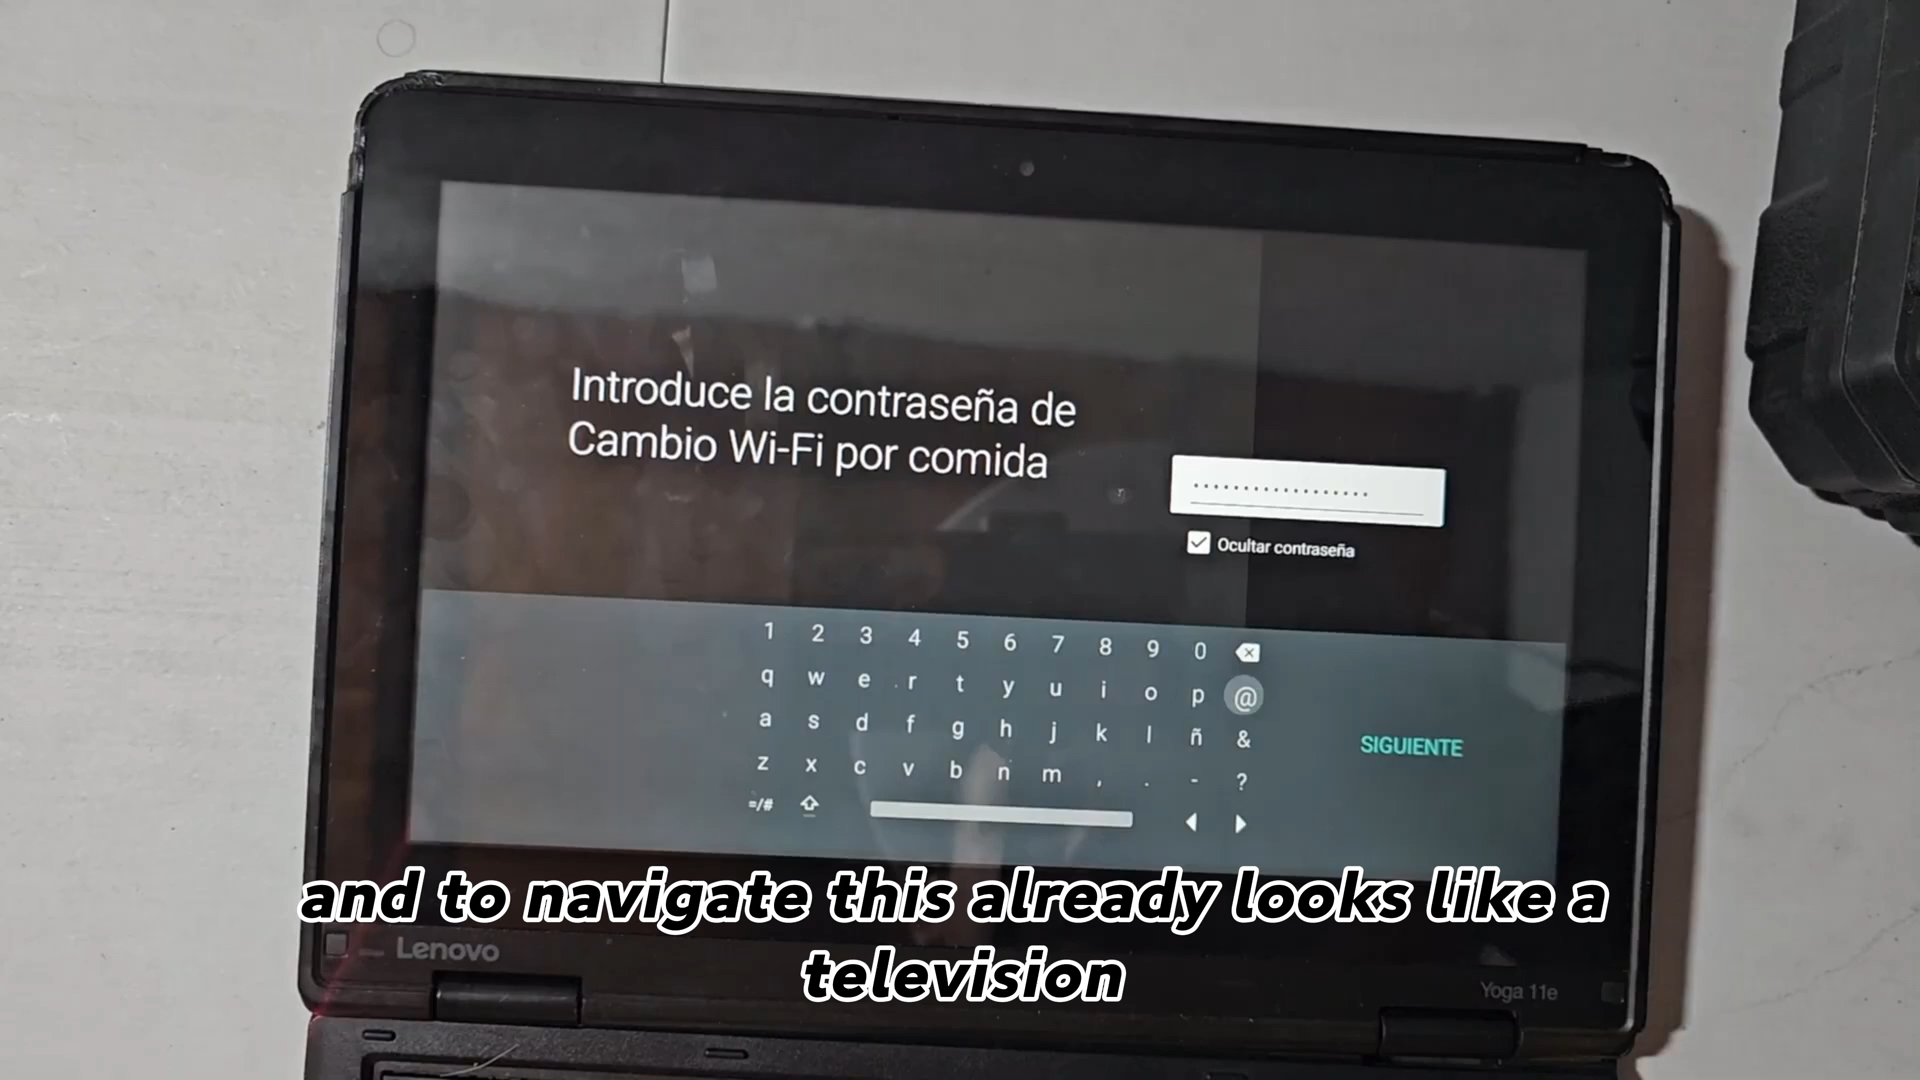 Introduce la contraseña de
Cambio Wi-Fi por comida
..................
Ocultar contraseña
1 2 3 4 5 6 7 8 9 0
q w e r t y u i o p @
a s d f g h j k l ñ &
z x c v b n m , . - ?
=/#
SIGUIENTE
and to navigate this already looks like a
television
Lenovo
Yoga 11e